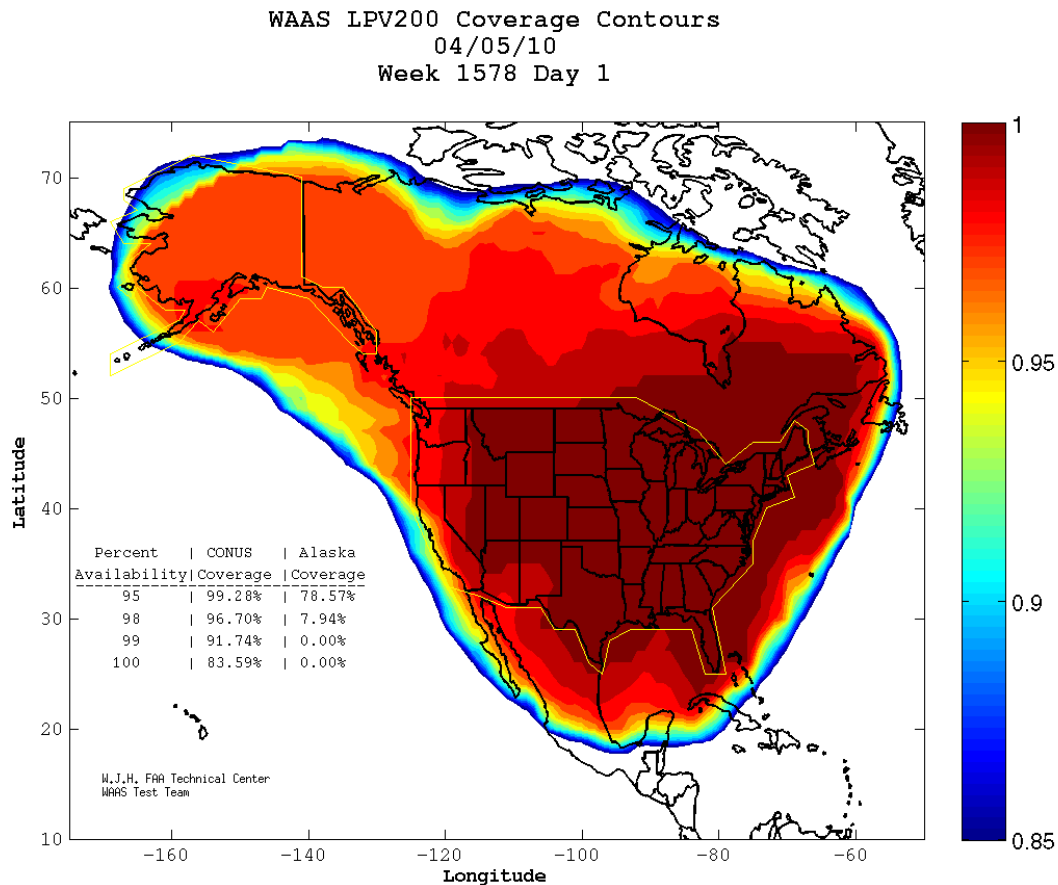 WAAS LPV200 Coverage Contours
04/05/10
Week 1578 Day 1
1
0.95
0.9
0.85
70
60
50
40
30
20
10
Latitude
Percent | CONUS | Alaska
Availability|Coverage | Coverage
95 | 99.28% | 78.57%
98 | 96.70% | 7.94%
99 | 91.74% | 0.00%
100 | 83.59% | 0.00%
W.J.H. FAA Technical Center
WAAS Test Team
-160 -140 -120 -100 -80 -60
Longitude